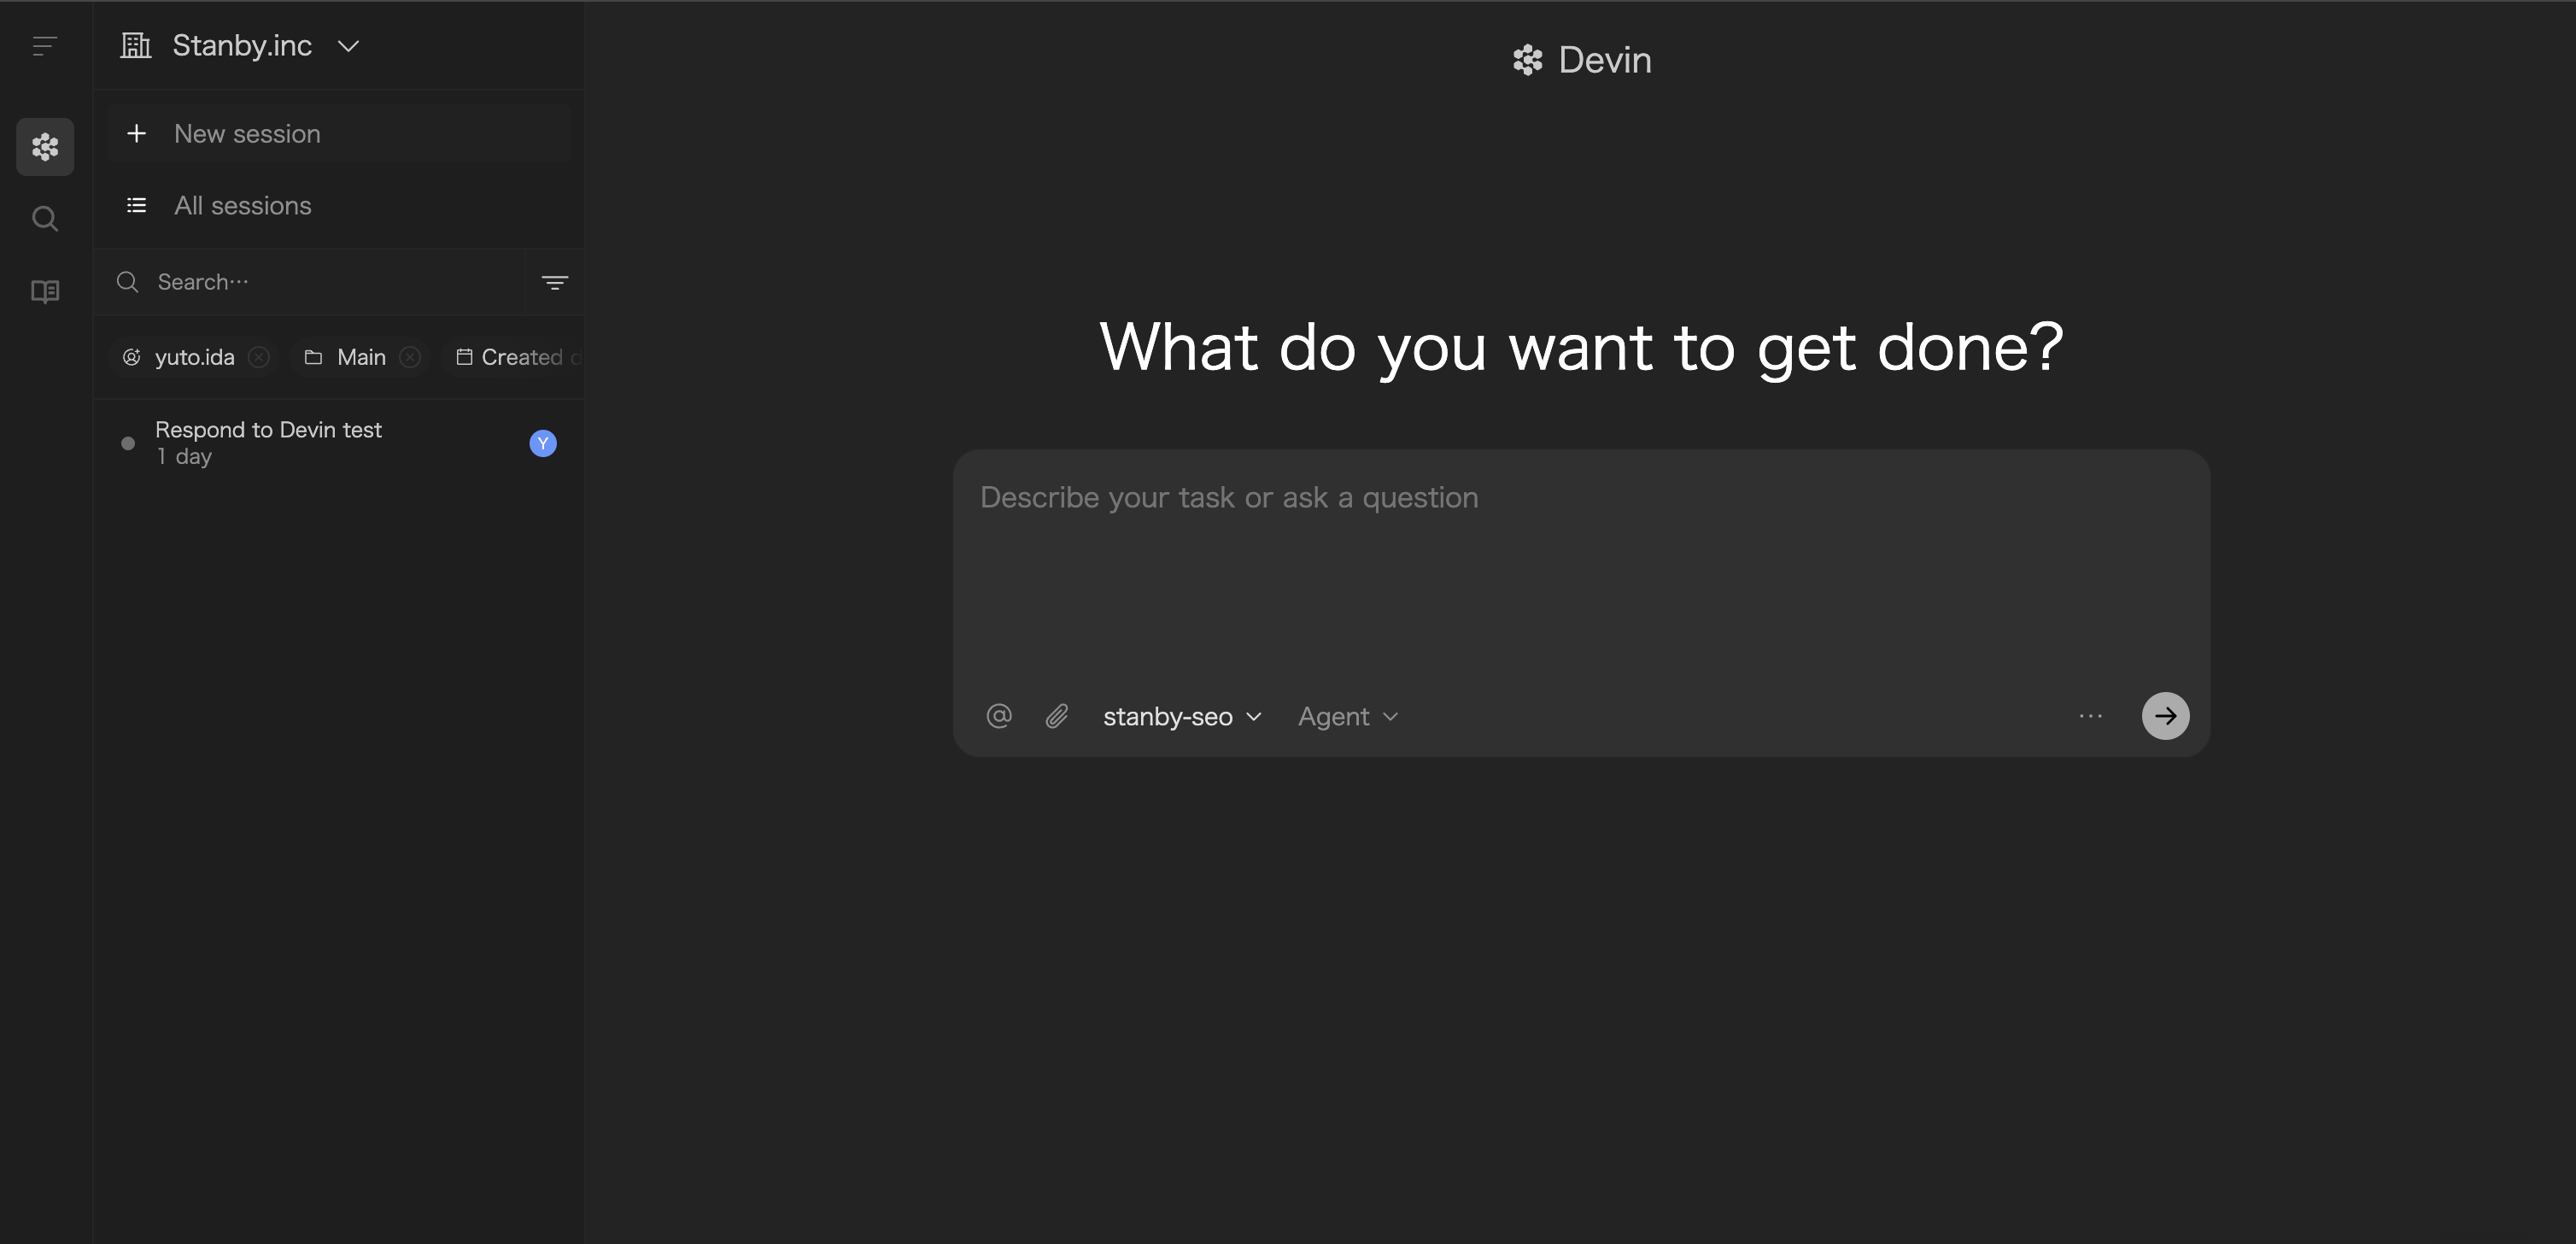 Stanby.inc
New session
All sessions
Search…
yuto.ida Main Created
Respond to Devin test
1 day
Y
Devin
What do you want to get done?
Describe your task or ask a question
@ stanby-seo Agent …